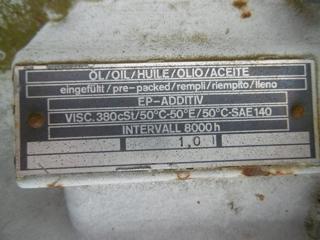 ÖL/OIL/HUILE/OLIO/ACEITE
eingefüllt/pre-packed/rempli/riempito/lleno
EP-ADDITIV
VISC. 380cSt/50°C-50°E/50°C-SAE140
INTERVALL 8000h
1,0 l